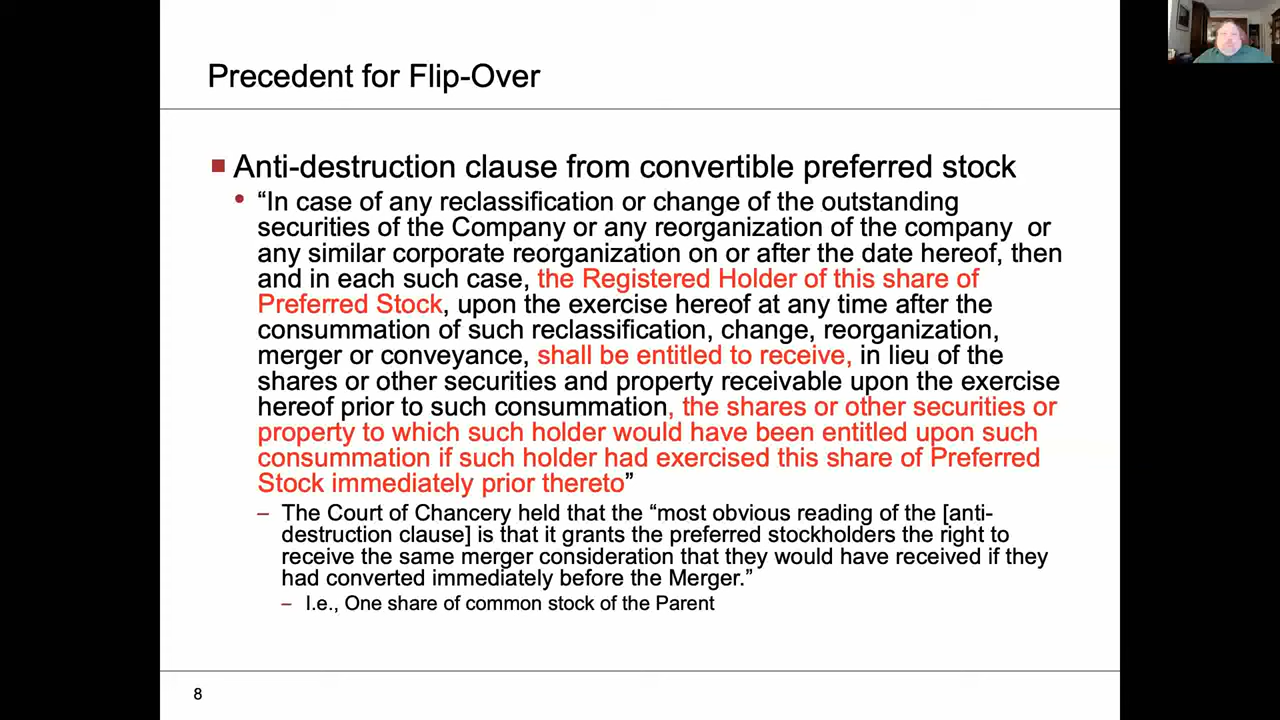 Precedent for Flip-Over
Anti-destruction clause from convertible preferred stock
“In case of any reclassification or change of the outstanding
securities of the Company or any reorganization of the company or
any similar corporate reorganization on or after the date hereof, then
and in each such case, the Registered Holder of this share of
Preferred Stock, upon the exercise hereof at any time after the
consummation of such reclassification, change, reorganization,
merger or conveyance, shall be entitled to receive, in lieu of the
shares or other securities and property receivable upon the exercise
hereof prior to such consummation, the shares or other securities or
property to which such holder would have been entitled upon such
consummation if such holder had exercised this share of Preferred
Stock immediately prior thereto”
– The Court of Chancery held that the “most obvious reading of the [anti-
destruction clause] is that it grants the preferred stockholders the right to
receive the same merger consideration that they would have received if they
had converted immediately before the Merger.”
– I.e., One share of common stock of the Parent
8